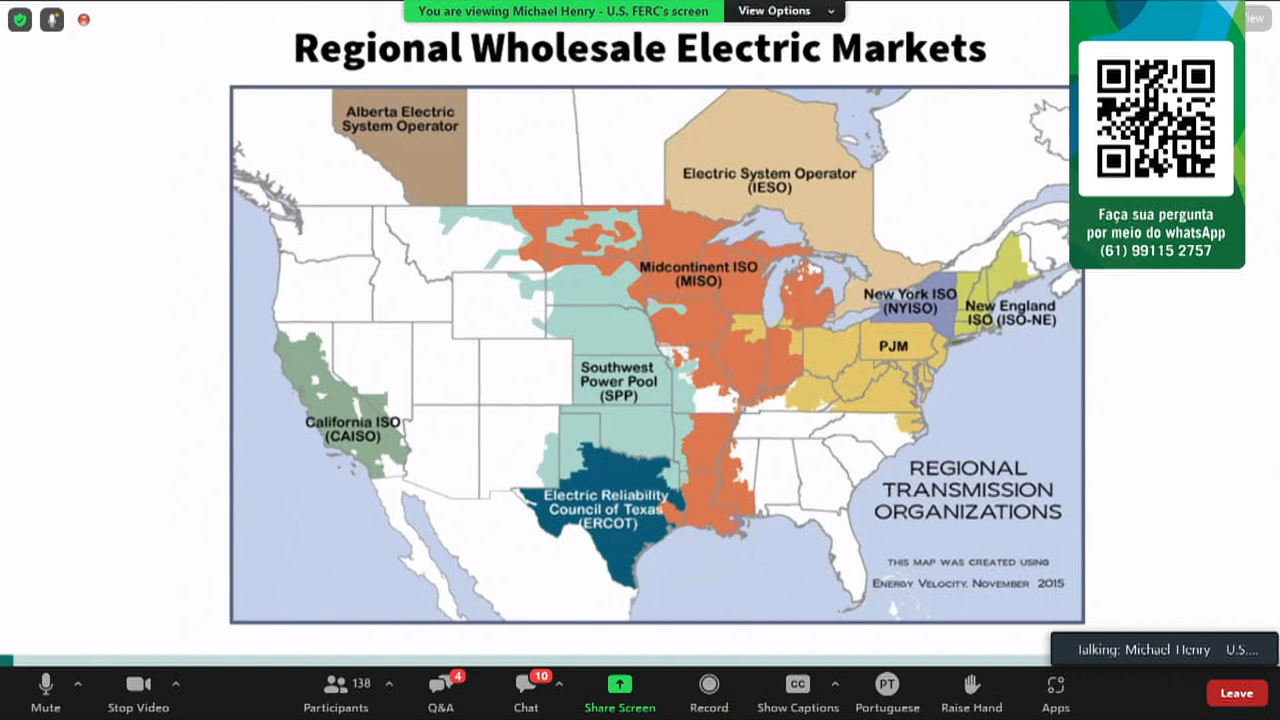 You are viewing Michael Henry - U.S. FERC's screen
View Options
Regional Wholesale Electric Markets
Alberta Electric
System Operator
Electric System Operator
(IESO)
Midcontinent ISO
(MISO)
New York ISO
(NYISO)
New England
ISO (ISO-NE)
PJM
Southwest
Power Pool
(SPP)
California ISO
(CAISO)
Electric Reliability
Council of Texas
(ERCOT)
REGIONAL
TRANSMISSION
ORGANIZATIONS
THIS MAP WAS CREATED USING
ENERGY VELOCITY, NOVEMBER 2015
Faça sua pergunta
por meio do whatsApp
(61) 99115 2757
Talking: Michael Henry U.S....
Mute
Stop Video
138
Participants
4
Q&A
10
Chat
Share Screen
Record
CC
Show Captions
PT
Portuguese
Raise Hand
Apps
Leave